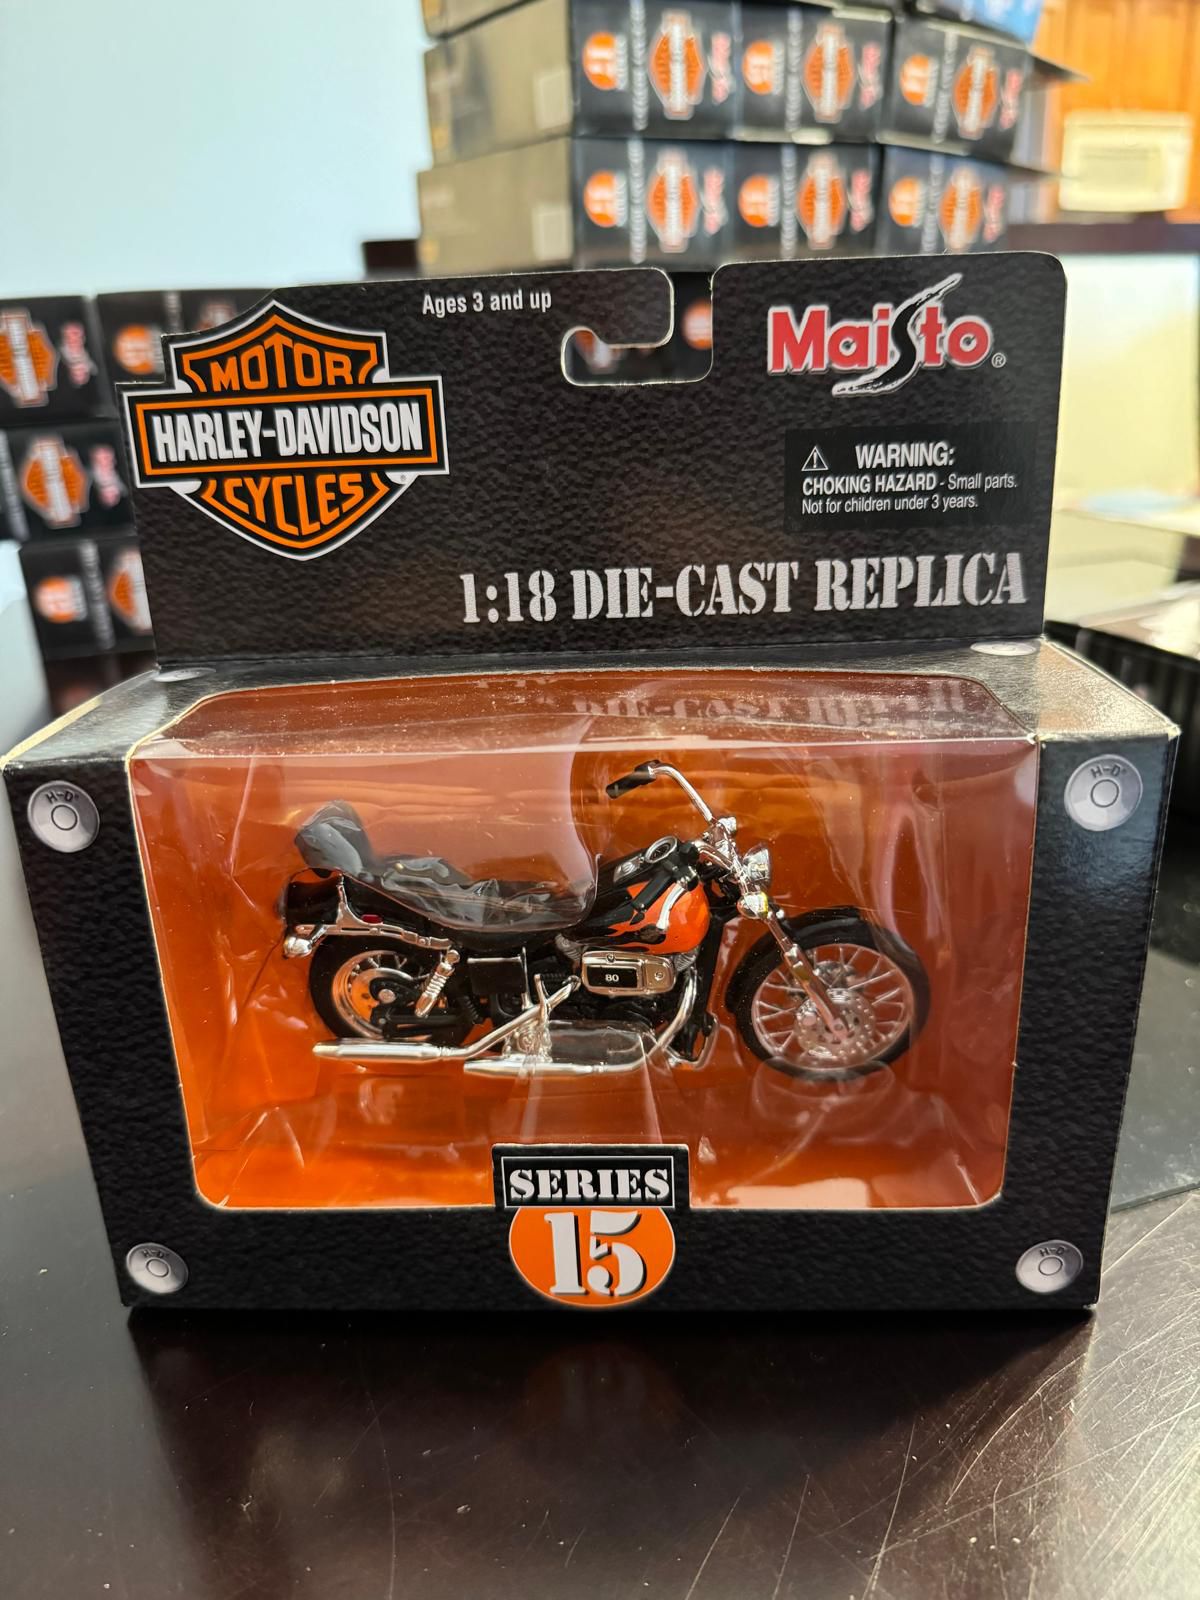 Ages 3 and up
MOTOR
HARLEY-DAVIDSON
CYCLES
Maisto®
WARNING:
CHOKING HAZARD - Small parts.
Not for children under 3 years.
1:18 DIE-CAST REPLICA
H-D
H-D
80
SERIES
15
H-D
H-D